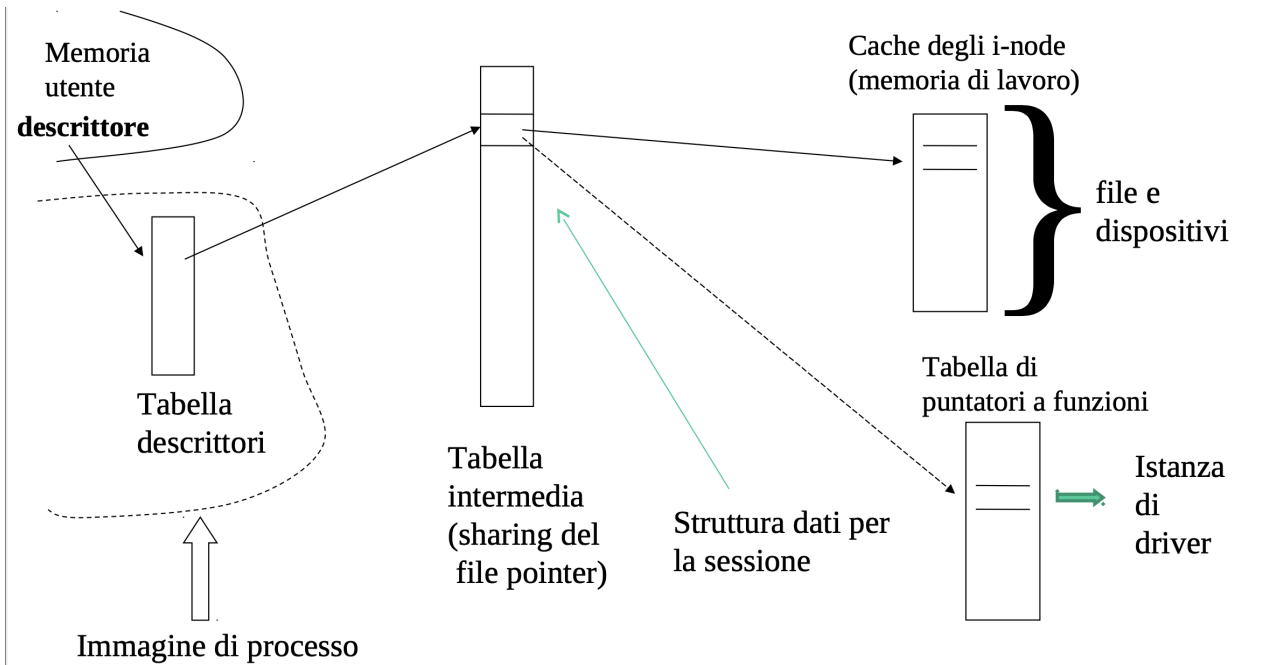 Memoria
utente
descrittore
Tabella
descrittori
Immagine di processo
Tabella
intermedia
(sharing del
file pointer)
Struttura dati per
la sessione
Cache degli i-node
(memoria di lavoro)
file e
dispositivi
Tabella di
puntatori a funzioni
Istanza
di
driver